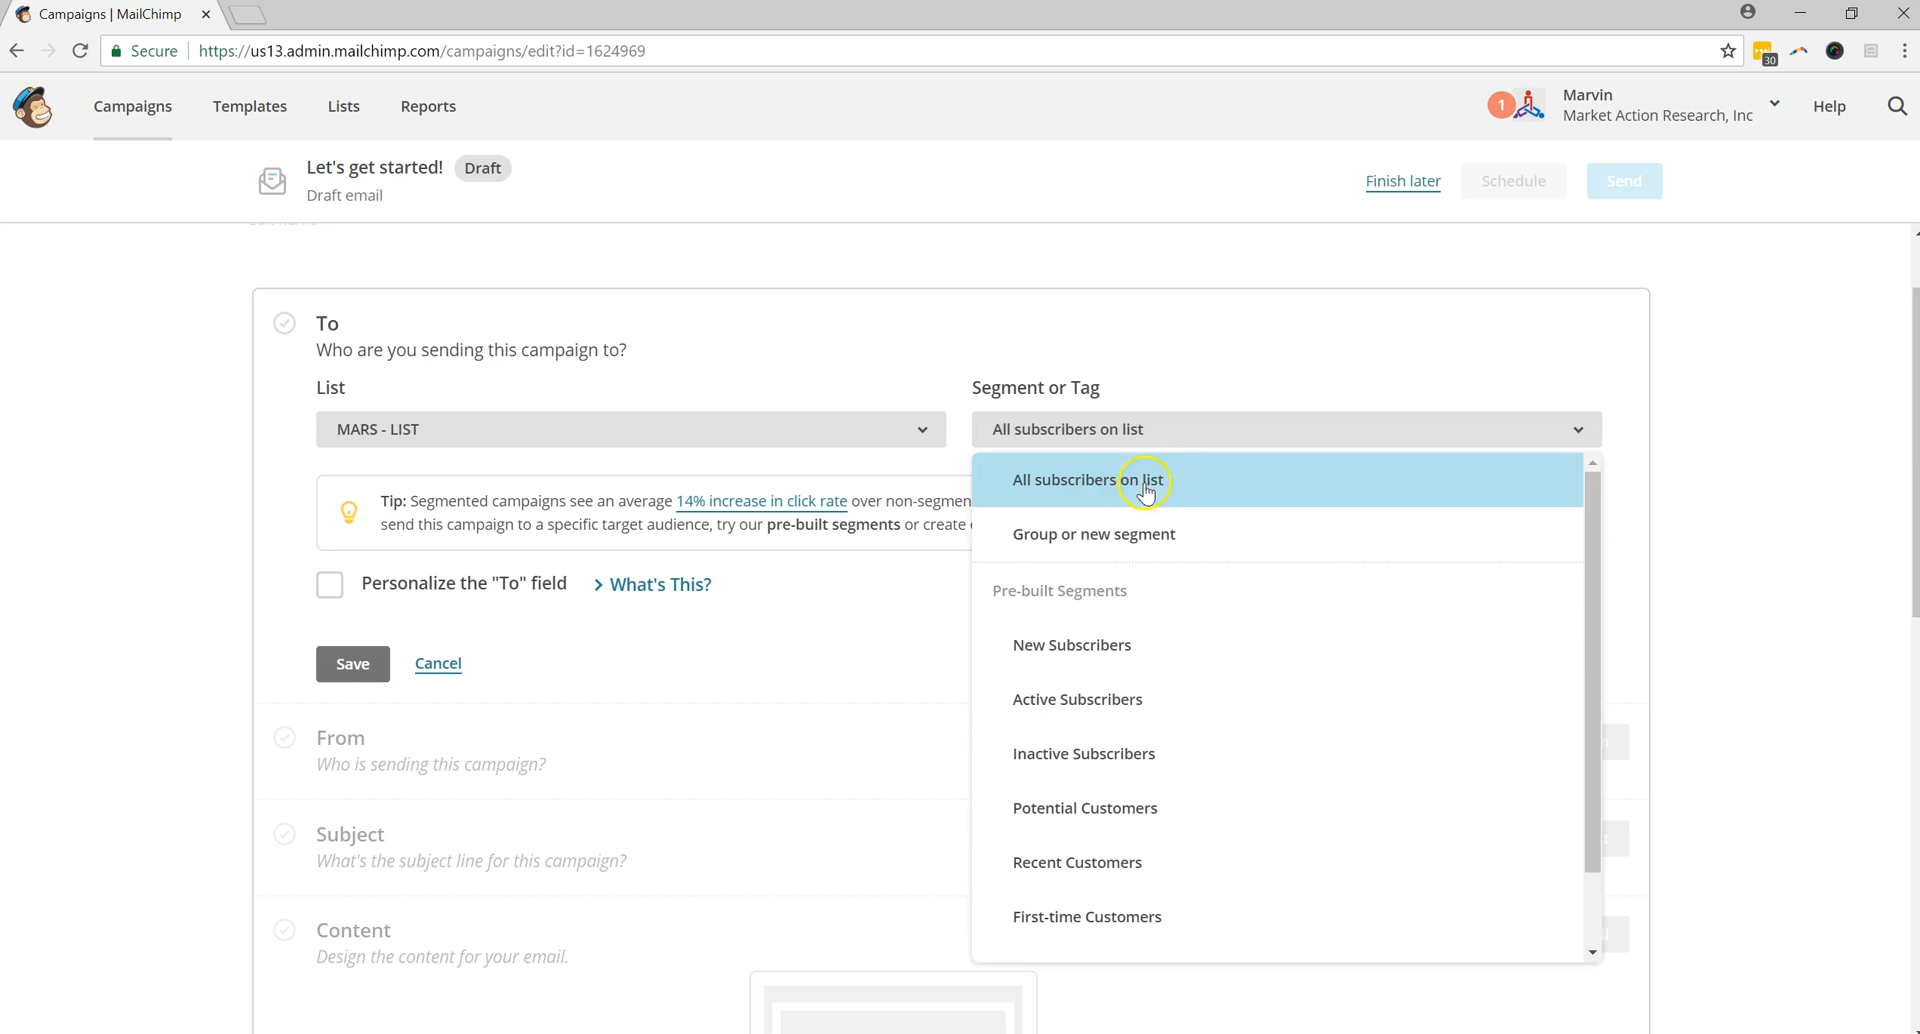 Campaigns | MailChimp
Secure
https://us13.admin.mailchimp.com/campaigns/edit?id=1624969
30
Campaigns
Templates
Lists
Reports
1
Marvin
Market Action Research, Inc
Help
Let's get started!
Draft
Draft email
Finish later
Schedule
Send
To
Who are you sending this campaign to?
List
Segment or Tag
MARS - LIST
All subscribers on list
Tip: Segmented campaigns see an average 14% increase in click rate over non-segmen
send this campaign to a specific target audience, try our pre-built segments or create
Personalize the "To" field
What's This?
Save
Cancel
All subscribers on list
Group or new segment
Pre-built Segments
New Subscribers
Active Subscribers
Inactive Subscribers
Potential Customers
Recent Customers
First-time Customers
From
Who is sending this campaign?
Subject
What's the subject line for this campaign?
Content
Design the content for your email.